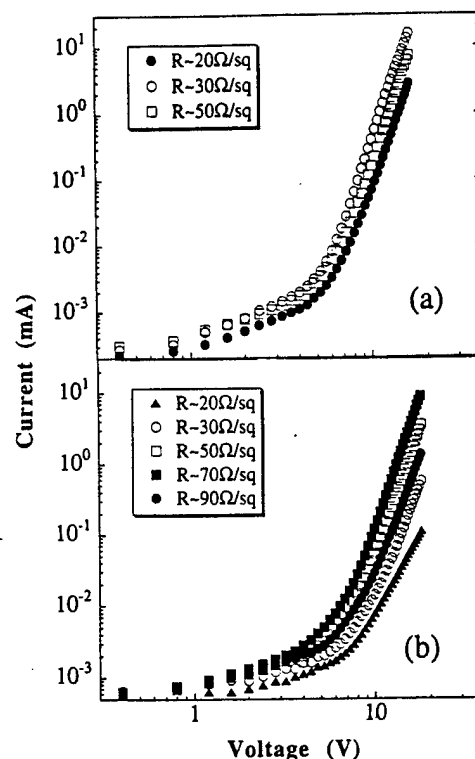 10¹
10⁰
10⁻¹
10⁻²
10⁻³
R~20Ω/sq
R~30Ω/sq
R~50Ω/sq
(a)
Current (mA)
10¹
10⁰
10⁻¹
10⁻²
10⁻³
R~20Ω/sq
R~30Ω/sq
R~50Ω/sq
R~70Ω/sq
R~90Ω/sq
(b)
1
10
Voltage (V)